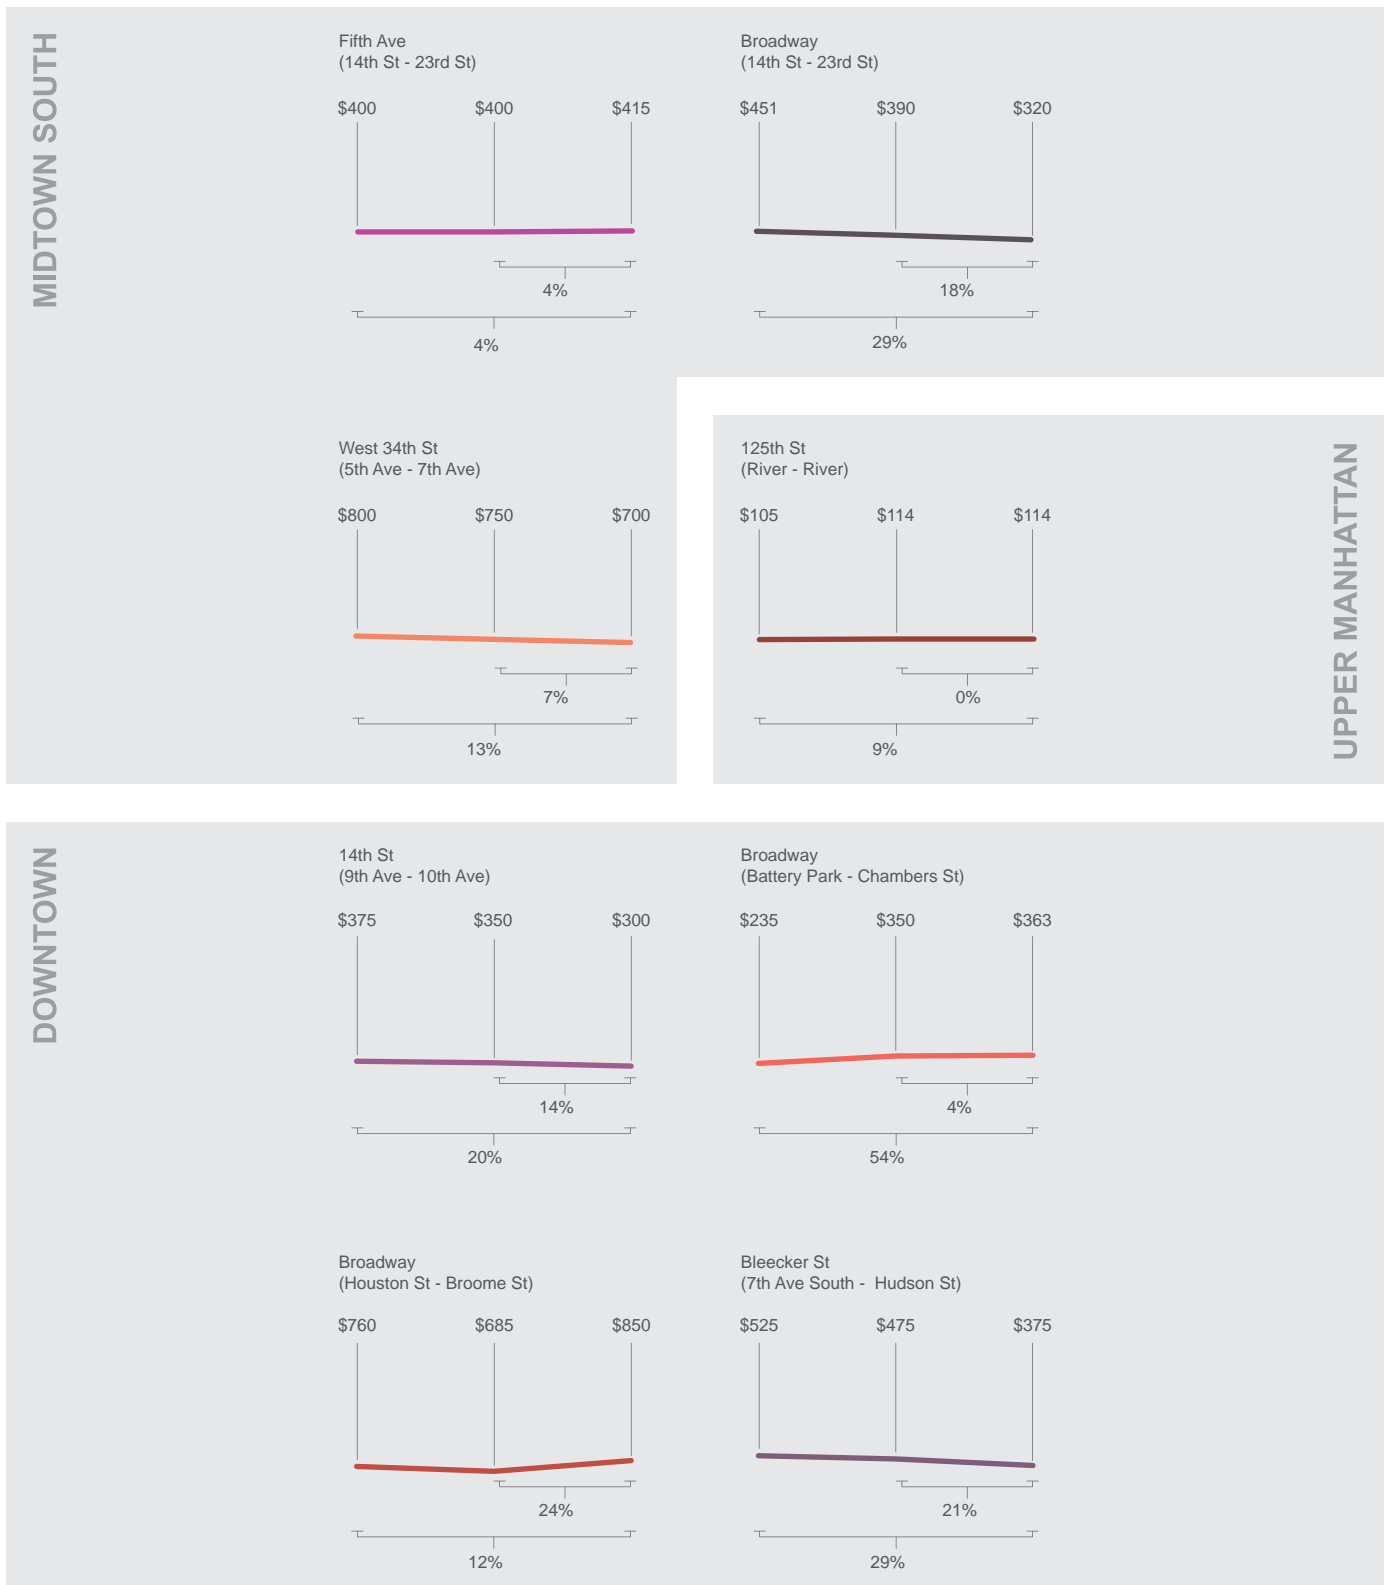 MIDTOWN SOUTH
Fifth Ave
(14th St - 23rd St)
$400 $400 $415
4%
4%
Broadway
(14th St - 23rd St)
$451 $390 $320
18%
29%
West 34th St
(5th Ave - 7th Ave)
$800 $750 $700
7%
13%
125th St
(River - River)
$105 $114 $114
0%
9%
UPPER MANHATTAN
DOWNTOWN
14th St
(9th Ave - 10th Ave)
$375 $350 $300
14%
20%
Broadway
(Battery Park - Chambers St)
$235 $350 $363
4%
54%
Broadway
(Houston St - Broome St)
$760 $685 $850
24%
12%
Bleecker St
(7th Ave South -  Hudson St)
$525 $475 $375
21%
29%